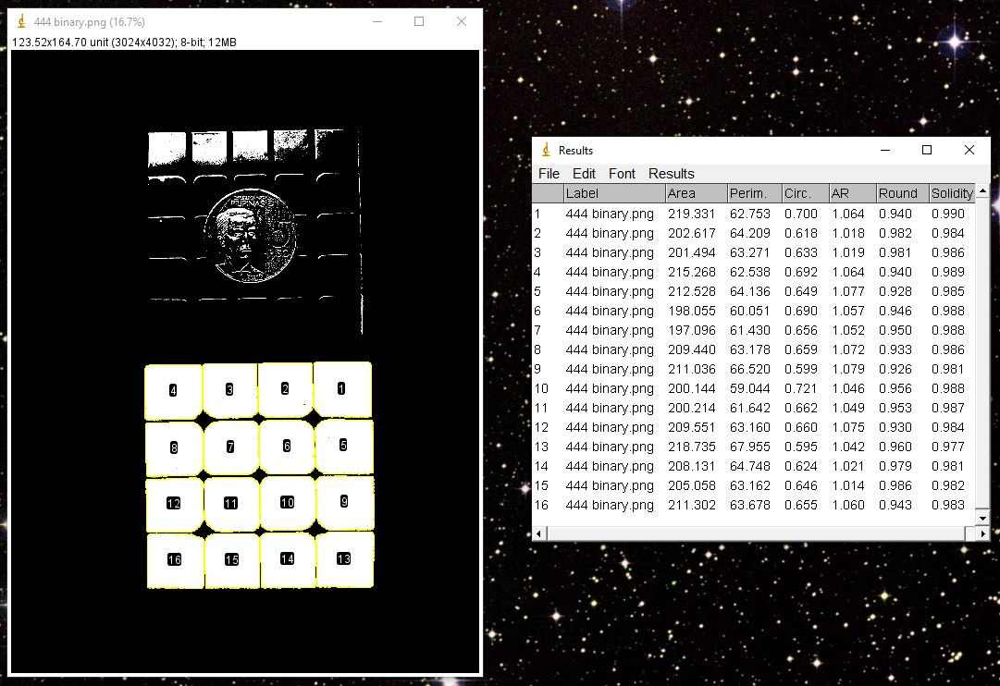 444 binary.png (16.7%)
123.52x164.70 unit (3024x4032); 8-bit; 12MB
PILIPINAS
4 3 2 1
8 7 6 5
12 11 10 9
16 15 14 13
Results
File Edit Font Results
Label Area Perim. Circ. AR Round Solidity
1 444 binary.png 219.331 62.753 0.700 1.064 0.940 0.990
2 444 binary.png 202.617 64.209 0.618 1.018 0.982 0.984
3 444 binary.png 201.494 63.271 0.633 1.019 0.981 0.986
4 444 binary.png 215.268 62.538 0.692 1.064 0.940 0.989
5 444 binary.png 212.528 64.136 0.649 1.077 0.928 0.985
6 444 binary.png 198.055 60.051 0.690 1.057 0.946 0.988
7 444 binary.png 197.096 61.430 0.656 1.052 0.950 0.988
8 444 binary.png 209.440 63.178 0.659 1.072 0.933 0.986
9 444 binary.png 211.036 66.520 0.599 1.079 0.926 0.981
10 444 binary.png 200.144 59.044 0.721 1.046 0.956 0.988
11 444 binary.png 200.214 61.642 0.662 1.049 0.953 0.987
12 444 binary.png 209.551 63.160 0.660 1.075 0.930 0.984
13 444 binary.png 218.735 67.955 0.595 1.042 0.960 0.977
14 444 binary.png 208.131 64.748 0.624 1.021 0.979 0.981
15 444 binary.png 205.058 63.162 0.646 1.014 0.986 0.982
16 444 binary.png 211.302 63.678 0.655 1.060 0.943 0.983